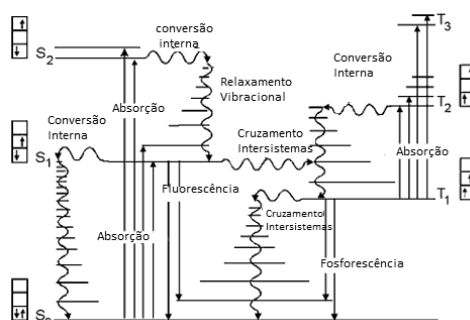 conversão
interna
S2
T3
Conversão
Interna
Relaxamento
Vibracional
Absorção
T2
Conversão
Interna
Cruzamento
Intersistemas
S1
Absorção
Fluorescência
T1
Cruzamento
Intersistemas
Absorção
Fosforescência